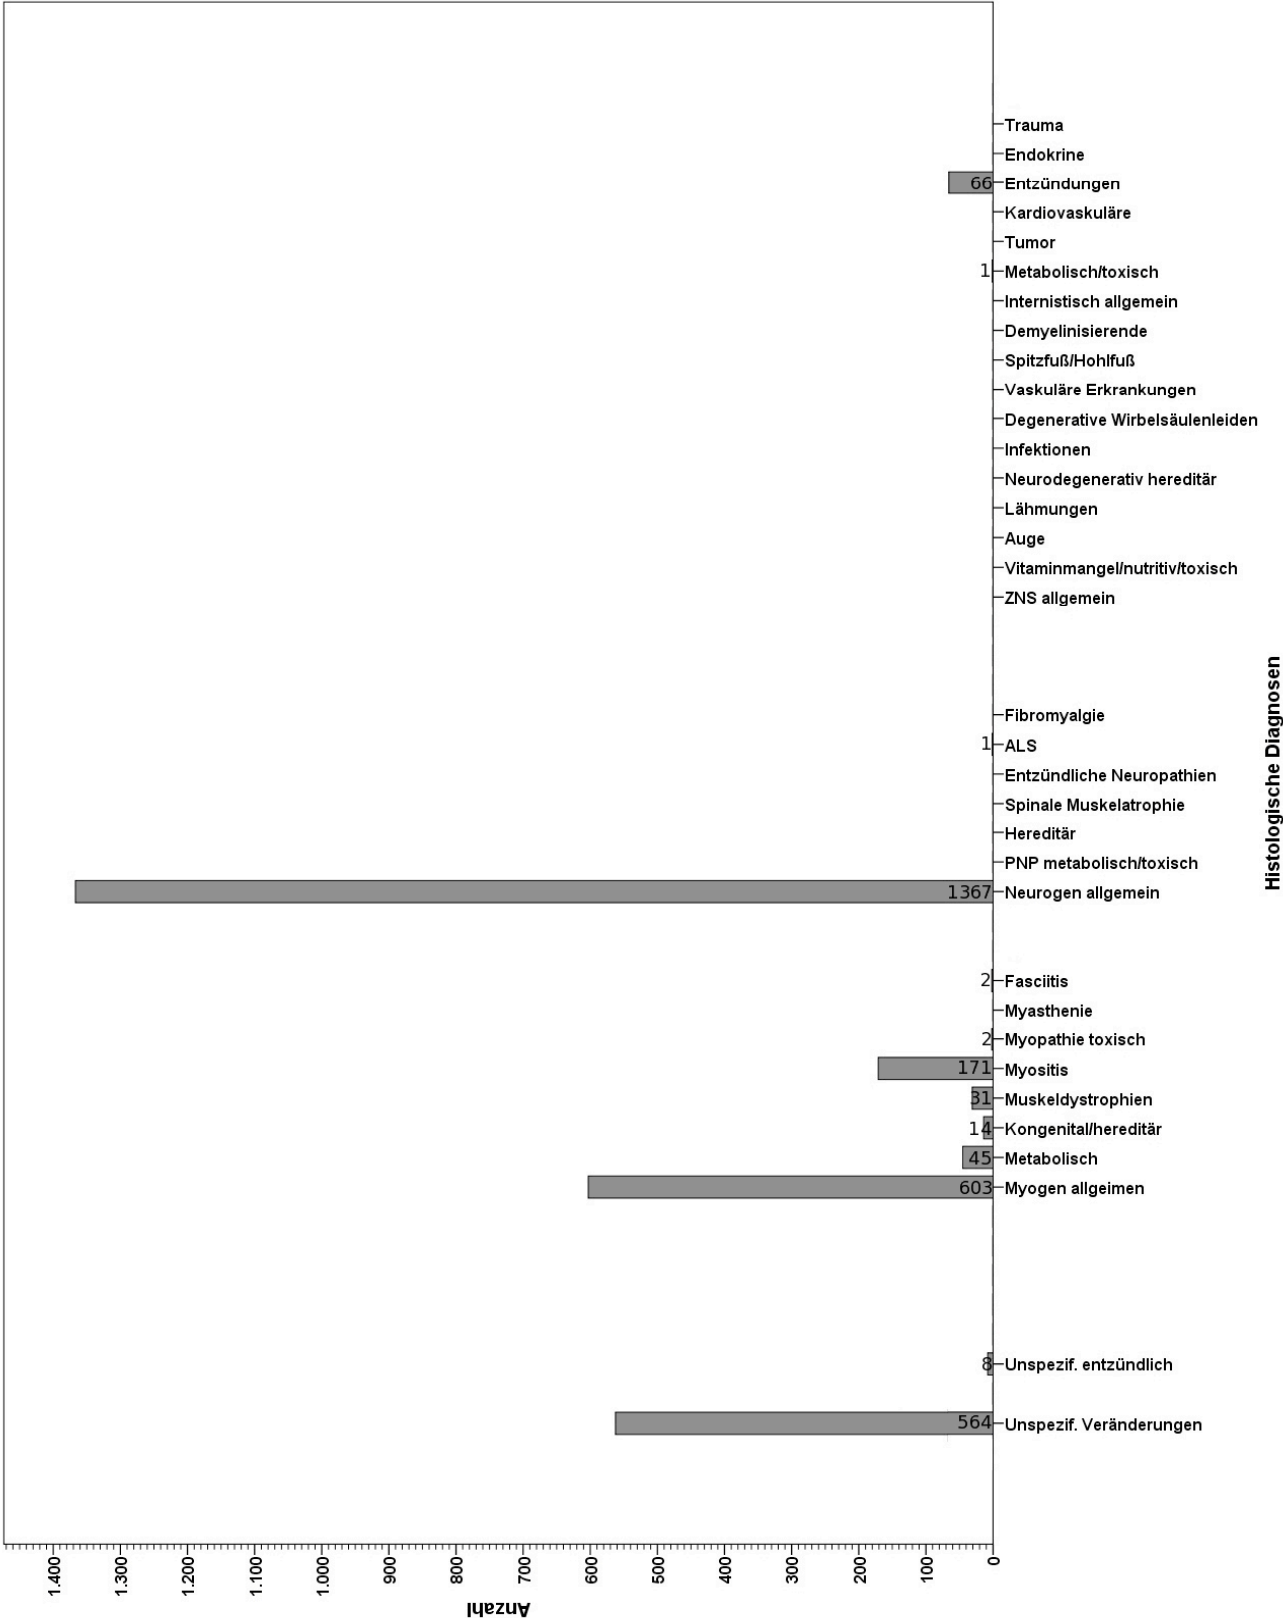 Trauma
Endokrine
66 Entzündungen
Kardiovaskuläre
Tumor
1 Metabolisch/toxisch
Internistisch allgemein
Demyelinisierende
Spitzfuß/Hohlfuß
Vaskuläre Erkrankungen
Degenerative Wirbelsäulenleiden
Infektionen
Neurodegenerativ hereditär
Lähmungen
Auge
Vitaminmangel/nutritiv/toxisch
ZNS allgemein
Fibromyalgie
1 ALS
Entzündliche Neuropathien
Spinale Muskelatrophie
Hereditär
PNP metabolisch/toxisch
1367 Neurogen allgemein
2 Fasciitis
Myasthenie
2 Myopathie toxisch
171 Myositis
31 Muskeldystrophien
14 Kongenital/hereditär
45 Metabolisch
603 Myogen allgeimen
8 Unspezif. entzündlich
564 Unspezif. Veränderungen
Histologische Diagnosen
1.400
1.300
1.200
1.100
1.000
900
800
700
600
500
400
300
200
100
0
Anzahl